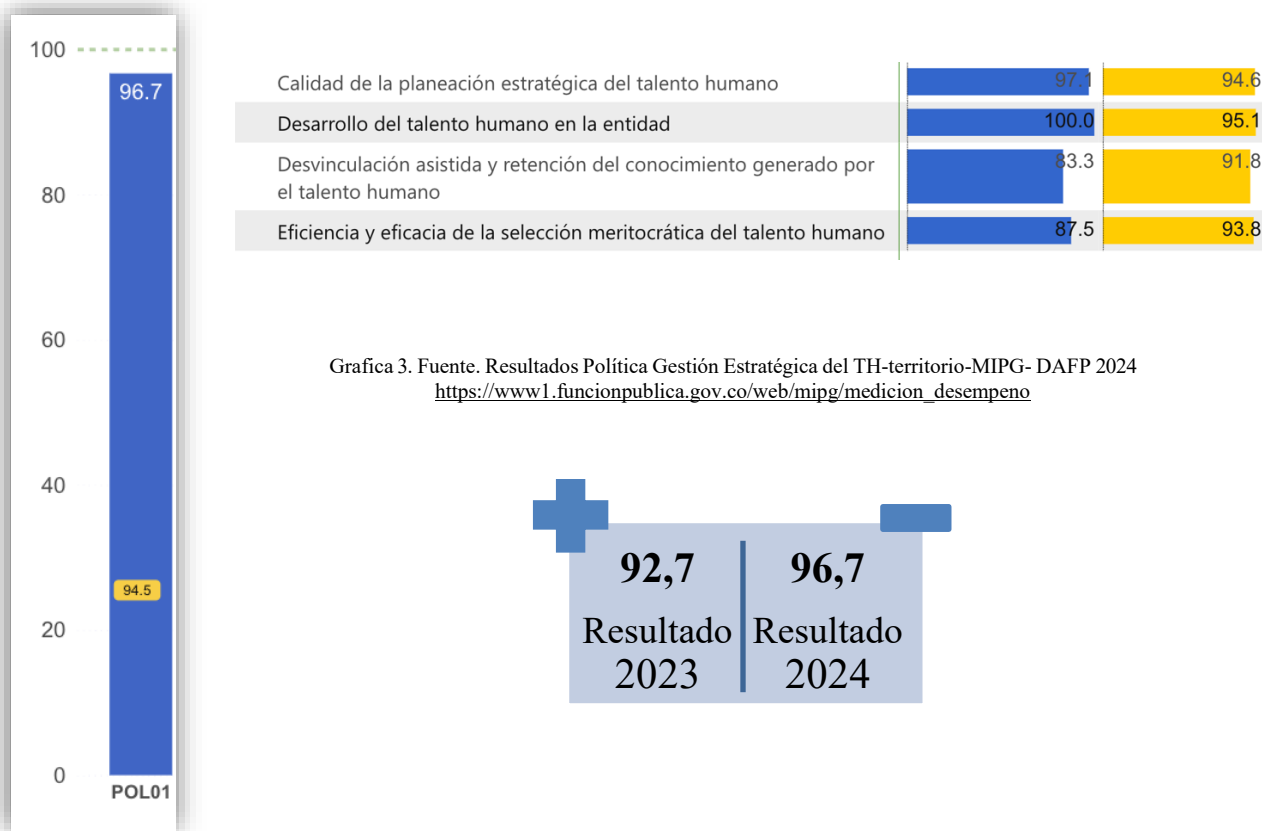 100
96.7
80
60
40
94.5
20
0
POL01
Calidad de la planeación estratégica del talento humano 97.1 94.6
Desarrollo del talento humano en la entidad 100.0 95.1
Desvinculación asistida y retención del conocimiento generado por 83.3 91.8
el talento humano
Eficiencia y eficacia de la selección meritocrática del talento humano 87.5 93.8
Grafica 3. Fuente. Resultados Política Gestión Estratégica del TH-territorio-MIPG- DAFP 2024
https://www1.funcionpublica.gov.co/web/mipg/medicion_desempeno
92,7
Resultado
2023
96,7
Resultado
2024